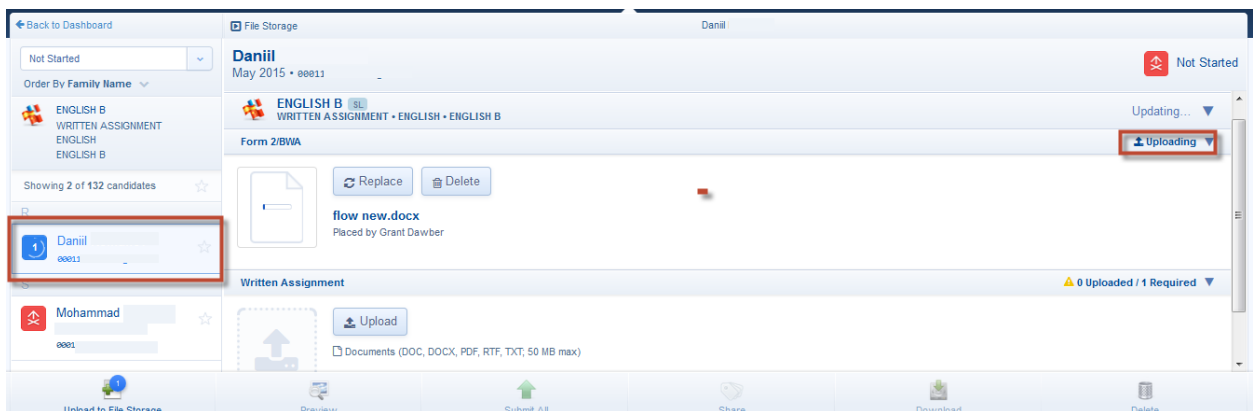 Back to Dashboard
File Storage
Daniil
Not Started
Order By Family Name
ENGLISH B
WRITTEN ASSIGNMENT
ENGLISH
ENGLISH B
Showing 2 of 132 candidates
R
1
Daniil
00011
S
Mohammad
0001
Daniil
May 2015 • 00011
Not Started
ENGLISH B SL
WRITTEN ASSIGNMENT • ENGLISH • ENGLISH B
Updating...
Form 2/BWA
Uploading
Replace
Delete
flow new.docx
Placed by Grant Dawber
Written Assignment
0 Uploaded / 1 Required
Upload
Documents (DOC, DOCX, PDF, RTF, TXT; 50 MB max)
1
Upload to File Storage
Preview
Submit All
Share
Download
Delete